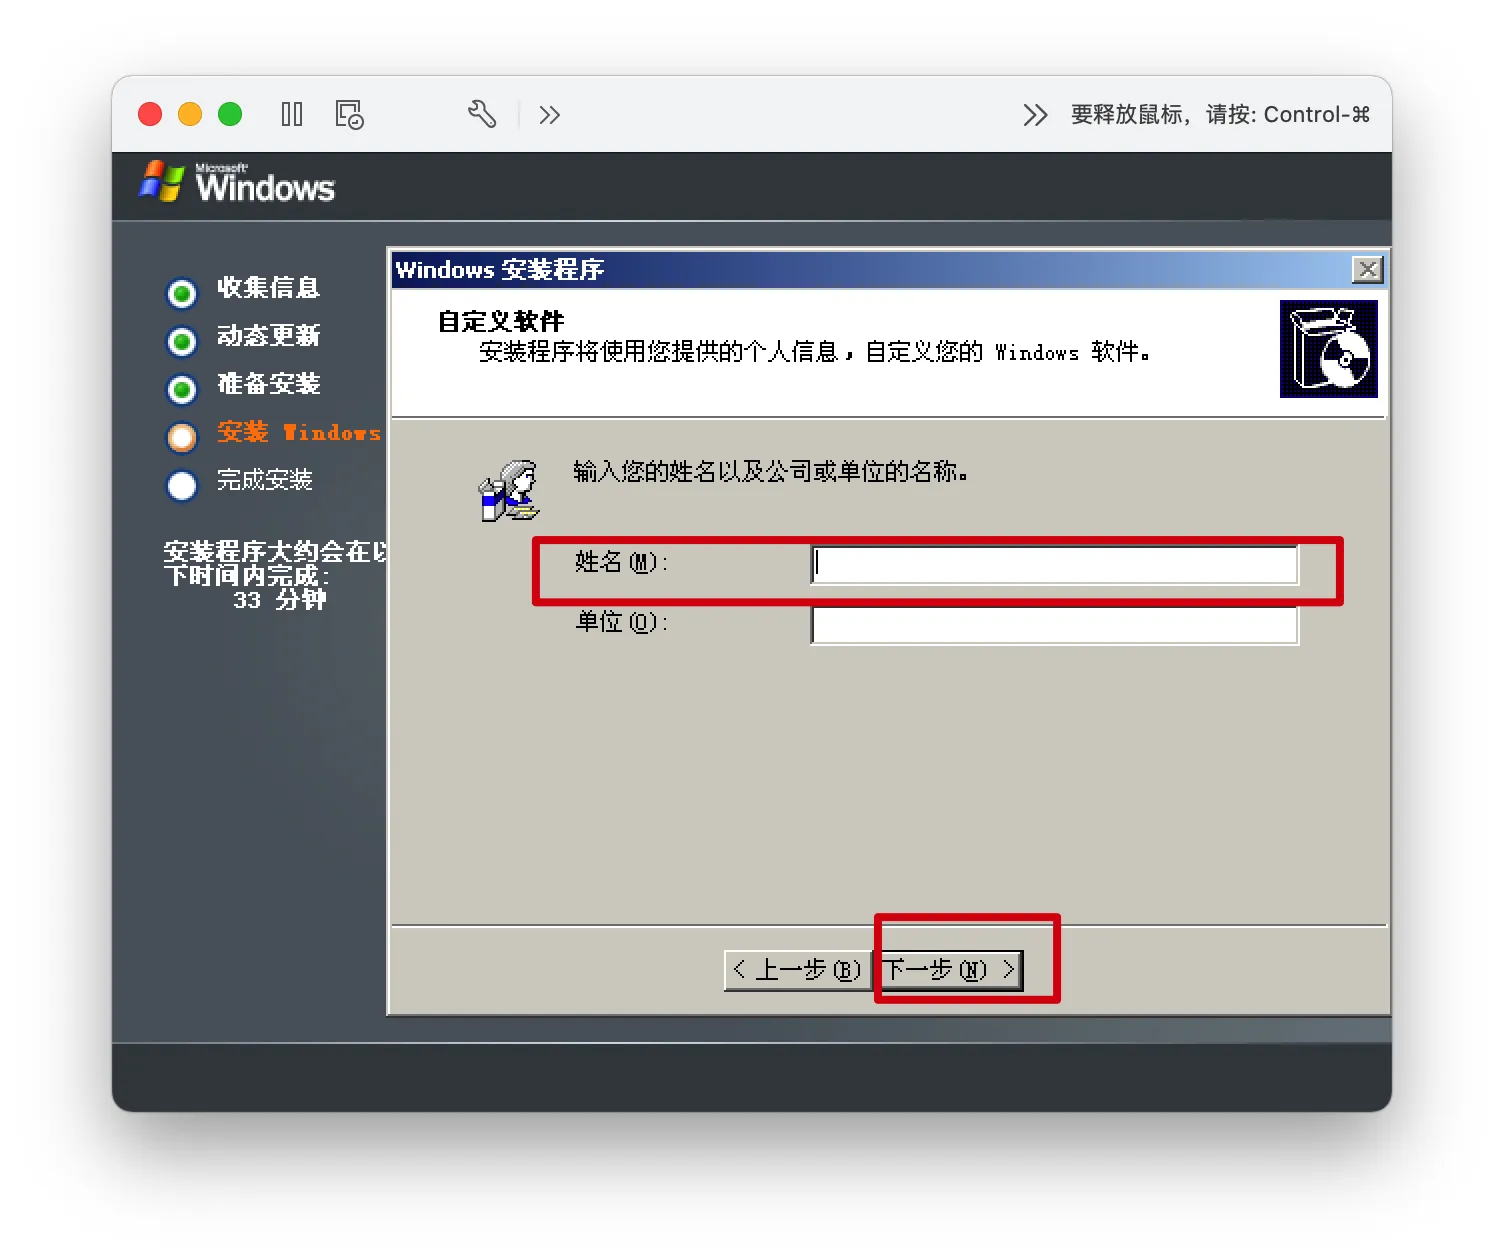 要释放鼠标，请按: Control-⌘
Microsoft
Windows
收集信息
动态更新
准备安装
安装 Windows
完成安装
安装程序大约会在以
下时间内完成:
33 分钟
Windows 安装程序
自定义软件
安装程序将使用您提供的个人信息，自定义您的 Windows 软件。
输入您的姓名以及公司或单位的名称。
姓名(M):
单位(O):
< 上一步(B)
下一步(N) >